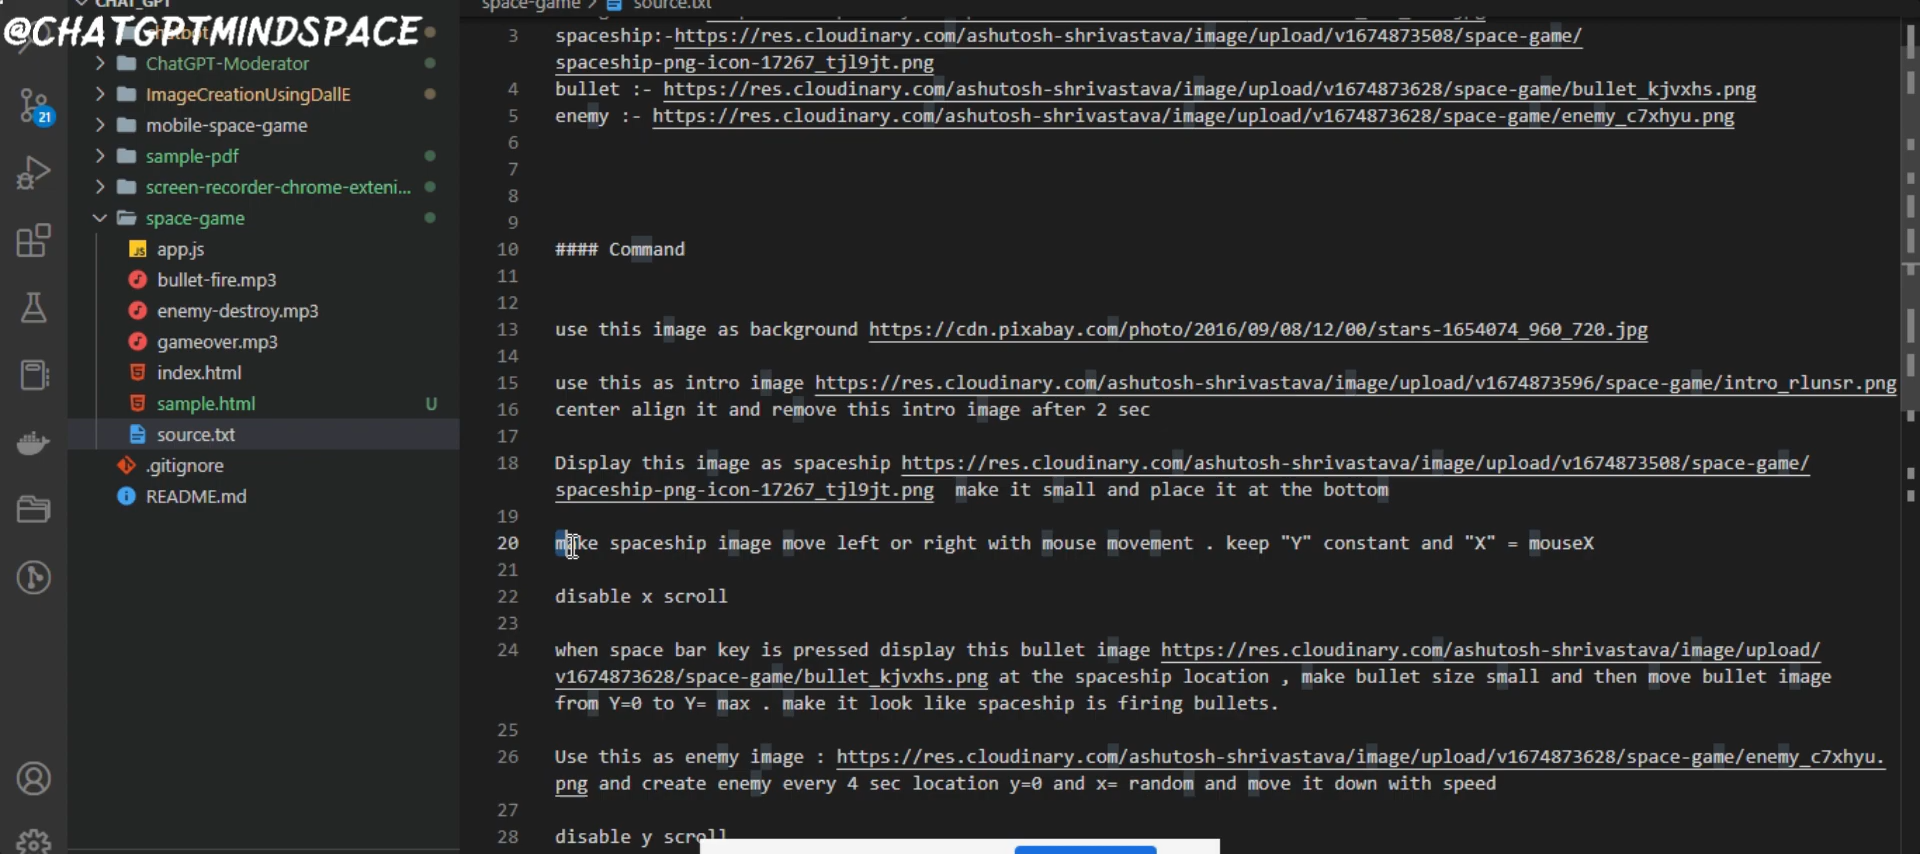 CHAT_GPT
space-game > source.txt
@CHATGPTMINDSPACE
3 spaceship:-https://res.cloudinary.com/ashutosh-shrivastava/image/upload/v1674873508/space-game/
spaceship-png-icon-17267_tjl9jt.png
ChatGPT-Moderator
4 bullet :- https://res.cloudinary.com/ashutosh-shrivastava/image/upload/v1674873628/space-game/bullet_kjvxhs.png
ImageCreationUsingDallE
21
5 enemy :- https://res.cloudinary.com/ashutosh-shrivastava/image/upload/v1674873628/space-game/enemy_c7xhyu.png
mobile-space-game
6
sample-pdf
7
screen-recorder-chrome-exteni...
8
space-game
9
app.js
10 #### Command
bullet-fire.mp3
11
enemy-destroy.mp3
12
gameover.mp3
13 use this image as background https://cdn.pixabay.com/photo/2016/09/08/12/00/stars-1654074_960_720.jpg
14
index.html
15 use this as intro image https://res.cloudinary.com/ashutosh-shrivastava/image/upload/v1674873596/space-game/intro_rlunsr.png
sample.html U
16 center align it and remove this intro image after 2 sec
source.txt
17
.gitignore
18 Display this image as spaceship https://res.cloudinary.com/ashutosh-shrivastava/image/upload/v1674873508/space-game/
README.md
spaceship-png-icon-17267_tjl9jt.png make it small and place it at the bottom
19
20 make spaceship image move left or right with mouse movement . keep "Y" constant and "X" = mouseX
21
22 disable x scroll
23
24 when space bar key is pressed display this bullet image https://res.cloudinary.com/ashutosh-shrivastava/image/upload/
v1674873628/space-game/bullet_kjvxhs.png at the spaceship location , make bullet size small and then move bullet image
from Y=0 to Y= max . make it look like spaceship is firing bullets.
25
26 Use this as enemy image : https://res.cloudinary.com/ashutosh-shrivastava/image/upload/v1674873628/space-game/enemy_c7xhyu.
png and create enemy every 4 sec location y=0 and x= random and move it down with speed
27
28 disable y scroll